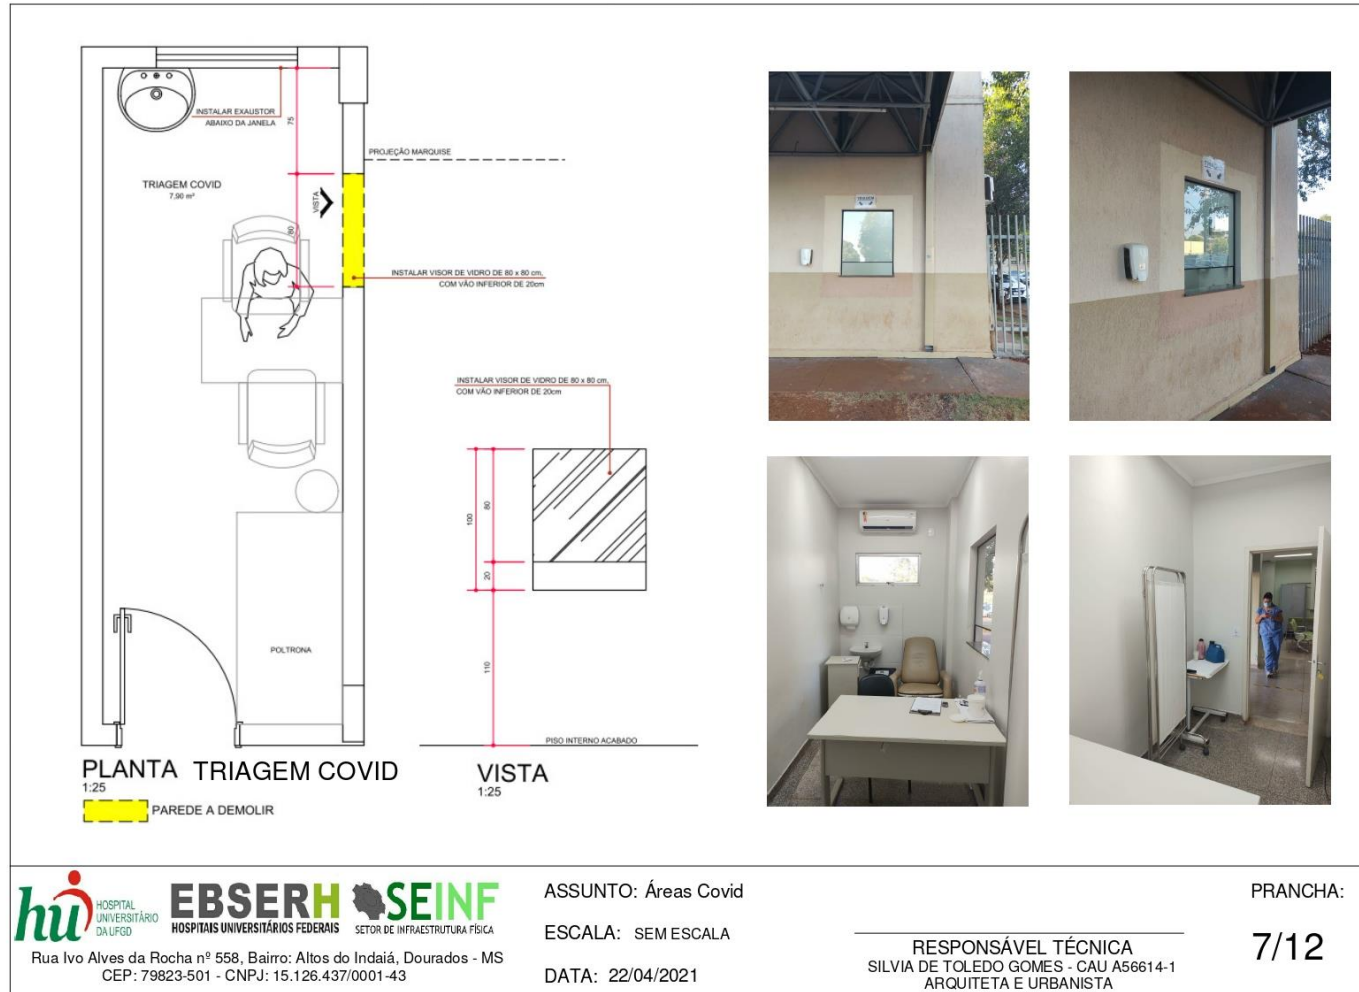 INSTALAR EXAUSTOR
ABAIXO DA JANELA
75
PROJEÇÃO MARQUISE
TRIAGEM COVID
7,90 m²
VISTA
80
INSTALAR VISOR DE VIDRO DE 80 x 80 cm,
COM VÃO INFERIOR DE 20cm
INSTALAR VISOR DE VIDRO DE 80 x 80 cm,
COM VÃO INFERIOR DE 20cm
100
80
20
110
POLTRONA
PISO INTERNO ACABADO
PLANTA TRIAGEM COVID
1:25
VISTA
1:25
PAREDE A DEMOLIR
TRIAGEM
hu HOSPITAL
UNIVERSITÁRIO
DA UFGD
EBSERH
HOSPITAIS UNIVERSITÁRIOS FEDERAIS
SEINF
SETOR DE INFRAESTRUTURA FÍSICA
Rua Ivo Alves da Rocha nº 558, Bairro: Altos do Indaiá, Dourados - MS
CEP: 79823-501 - CNPJ: 15.126.437/0001-43
ASSUNTO: Áreas Covid
ESCALA: SEM ESCALA
DATA: 22/04/2021
RESPONSÁVEL TÉCNICA
SILVIA DE TOLEDO GOMES - CAU A56614-1
ARQUITETA E URBANISTA
PRANCHA:
7/12